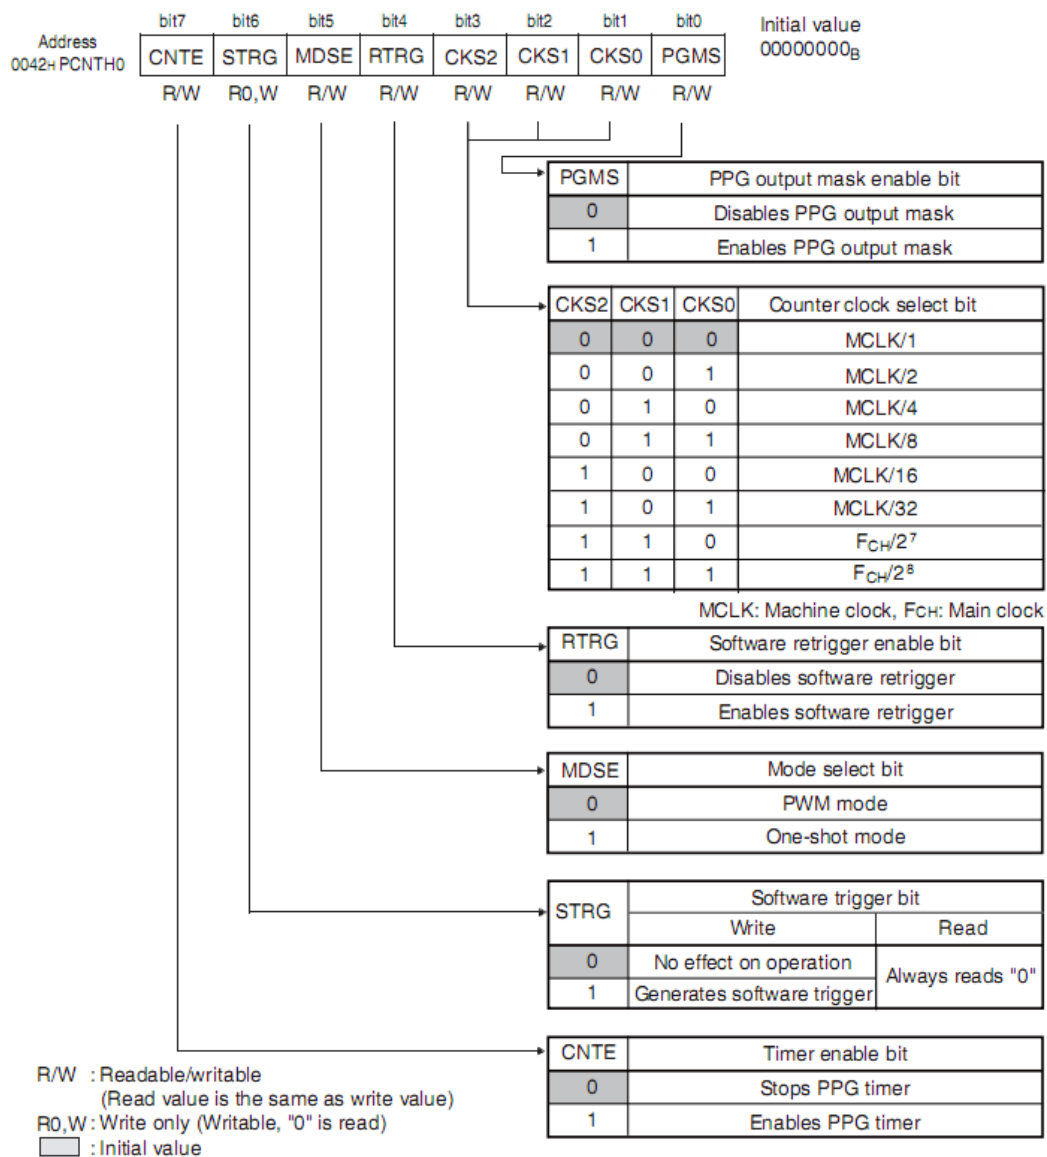 bit7 bit6 bit5 bit4 bit3 bit2 bit1 bit0 Initial value
Address
0042H PCNTH0 CNTE STRG MDSE RTRG CKS2 CKS1 CKS0 PGMS 00000000B
R/W R0,W R/W R/W R/W R/W R/W R/W
PGMS PPG output mask enable bit
0 Disables PPG output mask
1 Enables PPG output mask
CKS2 CKS1 CKS0 Counter clock select bit
0 0 0 MCLK/1
0 0 1 MCLK/2
0 1 0 MCLK/4
0 1 1 MCLK/8
1 0 0 MCLK/16
1 0 1 MCLK/32
1 1 0 FCH/2⁷
1 1 1 FCH/2⁸
MCLK: Machine clock, FCH: Main clock
RTRG Software retrigger enable bit
0 Disables software retrigger
1 Enables software retrigger
MDSE Mode select bit
0 PWM mode
1 One-shot mode
STRG Software trigger bit
Write Read
0 No effect on operation Always reads "0"
1 Generates software trigger
CNTE Timer enable bit
0 Stops PPG timer
1 Enables PPG timer
R/W : Readable/writable
(Read value is the same as write value)
R0,W : Write only (Writable, "0" is read)
: Initial value